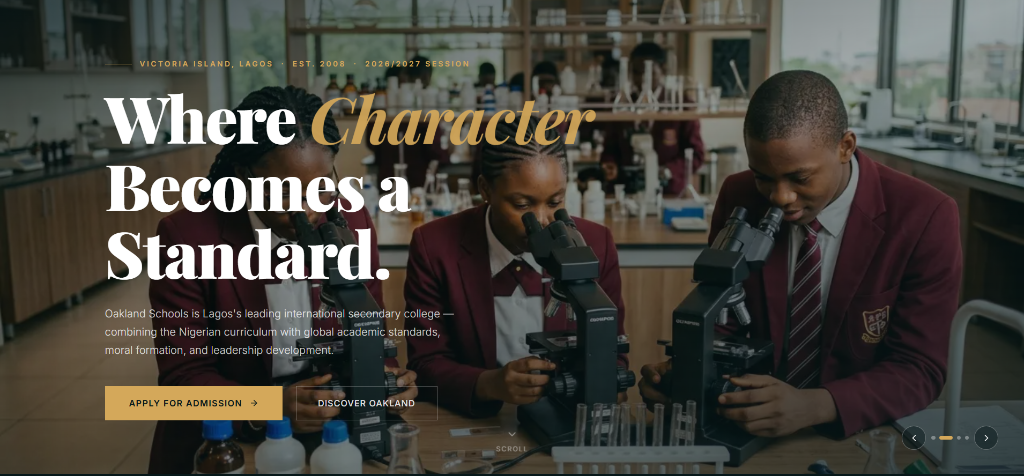 VICTORIA ISLAND, LAGOS · EST. 2008 · 2026/2027 SESSION
Where Character
Becomes a
Standard.
Oakland Schools is Lagos's leading international secondary college —
combining the Nigerian curriculum with global academic standards,
moral formation, and leadership development.
APPLY FOR ADMISSION →
DISCOVER OAKLAND
SCROLL